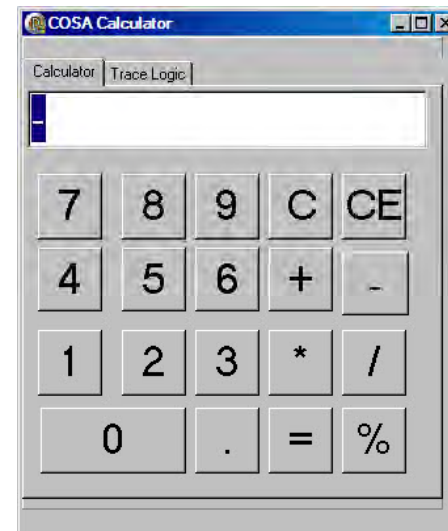 COSA Calculator
Calculator Trace Logic
-
7 8 9 C CE
4 5 6 + -
1 2 3 * /
0 . = %